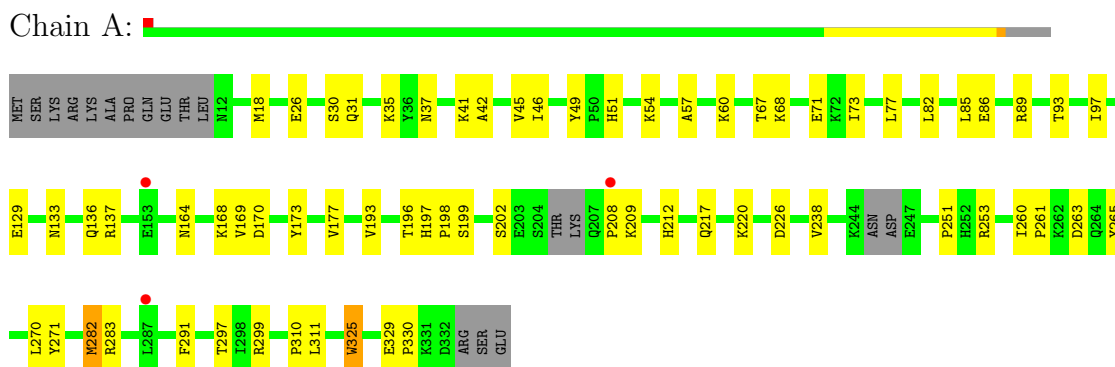 Chain A:
MET SER LYS ARG LYS ALA PRO GLN GLU THR LEU N12 M18 E26 S30 Q31 K35 Y36 N37 K41 A42 V45 I46 Y49 P50 H51 K54 A57 K60 T67 K68 E71 K72 I73 L77 L82 L85 E86 R89 T93 I97
E129 N133 Q136 R137 E153 N164 K168 V169 D170 Y173 V177 V193 T196 H197 P198 S199 S202 E203 S204 THR LYS Q207 P208 K209 H212 Q217 K220 D226 V238 K244 ASN ASP E247 P251 H252 R253 I260 P261 K262 D263 Q264 Y265
L270 Y271 M282 R283 L287 F291 T297 I298 R299 P310 L311 W325 E329 P330 K331 D332 ARG SER GLU